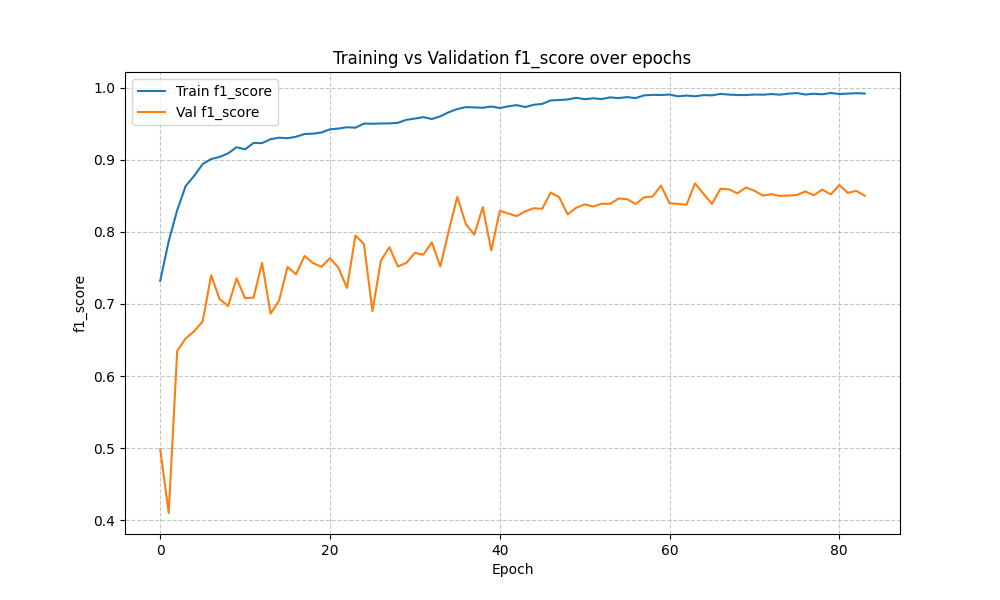 Training vs Validation f1_score over epochs
Train f1_score
Val f1_score
1.0
0.9
0.8
0.7
0.6
0.5
0.4
f1_score
0 20 40 60 80
Epoch